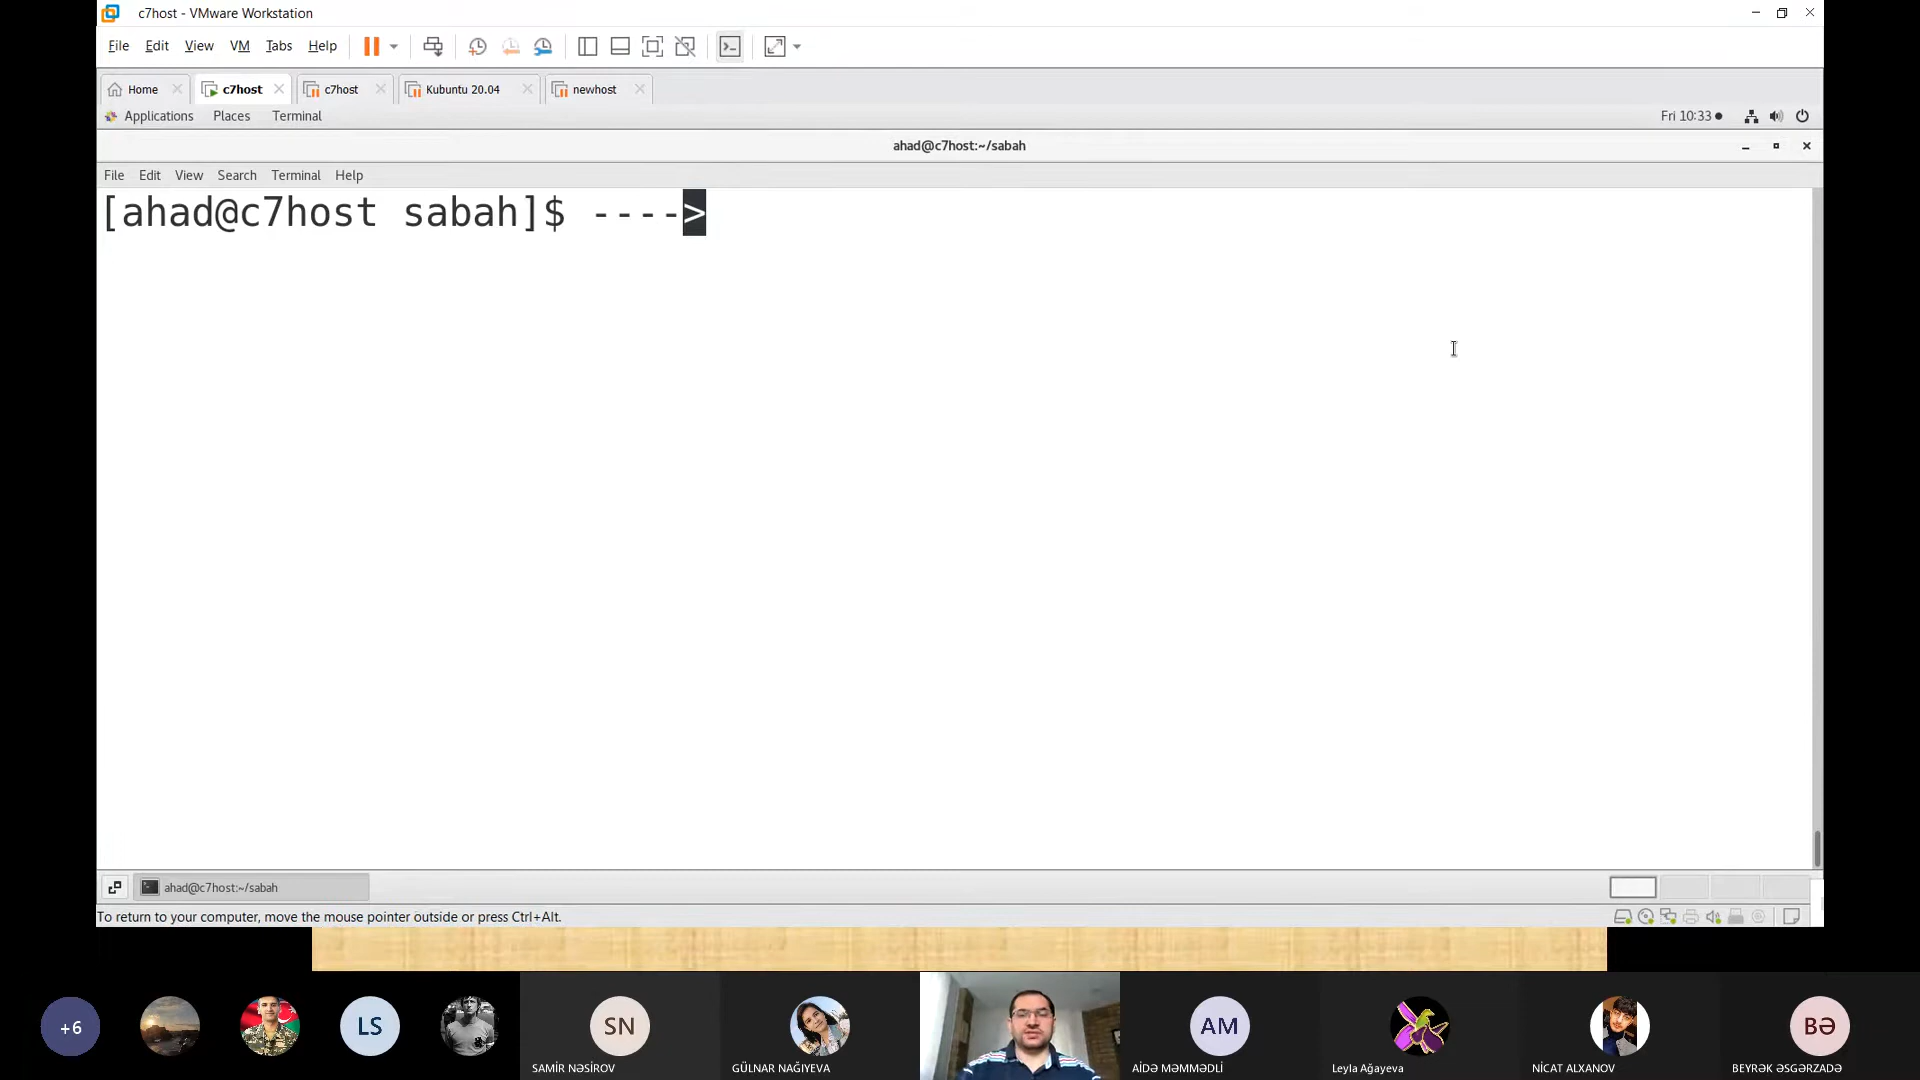 c7host - VMware Workstation
File Edit View VM Tabs Help
Home c7host c7host Kubuntu 20.04 newhost
Applications Places Terminal Fri 10:33
ahad@c7host:~/sabah
File Edit View Search Terminal Help
[ahad@c7host sabah]$ ---->
ahad@c7host:~/sabah
To return to your computer, move the mouse pointer outside or press Ctrl+Alt.
+6 LS SN AM BƏ
SAMİR NƏSİROV GÜLNAR NAĞIYEVA AİDƏ MƏMMƏDLİ Leyla Ağayeva NİCAT ALXANOV BEYRƏK ƏSGƏRZADƏ